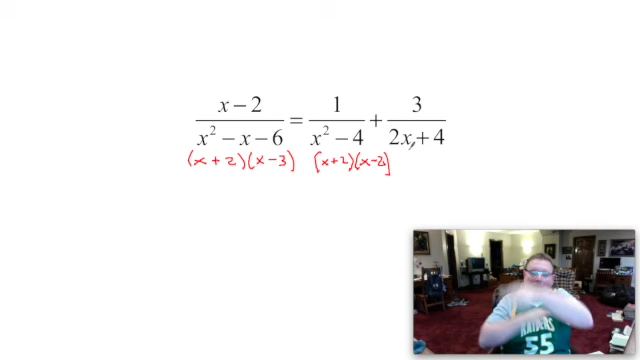 x − 2 / x² − x − 6 = 1 / x² − 4 + 3 / 2x + 4
(x + 2)(x − 3) (x + 2)(x − 2)
RAIDERS
55